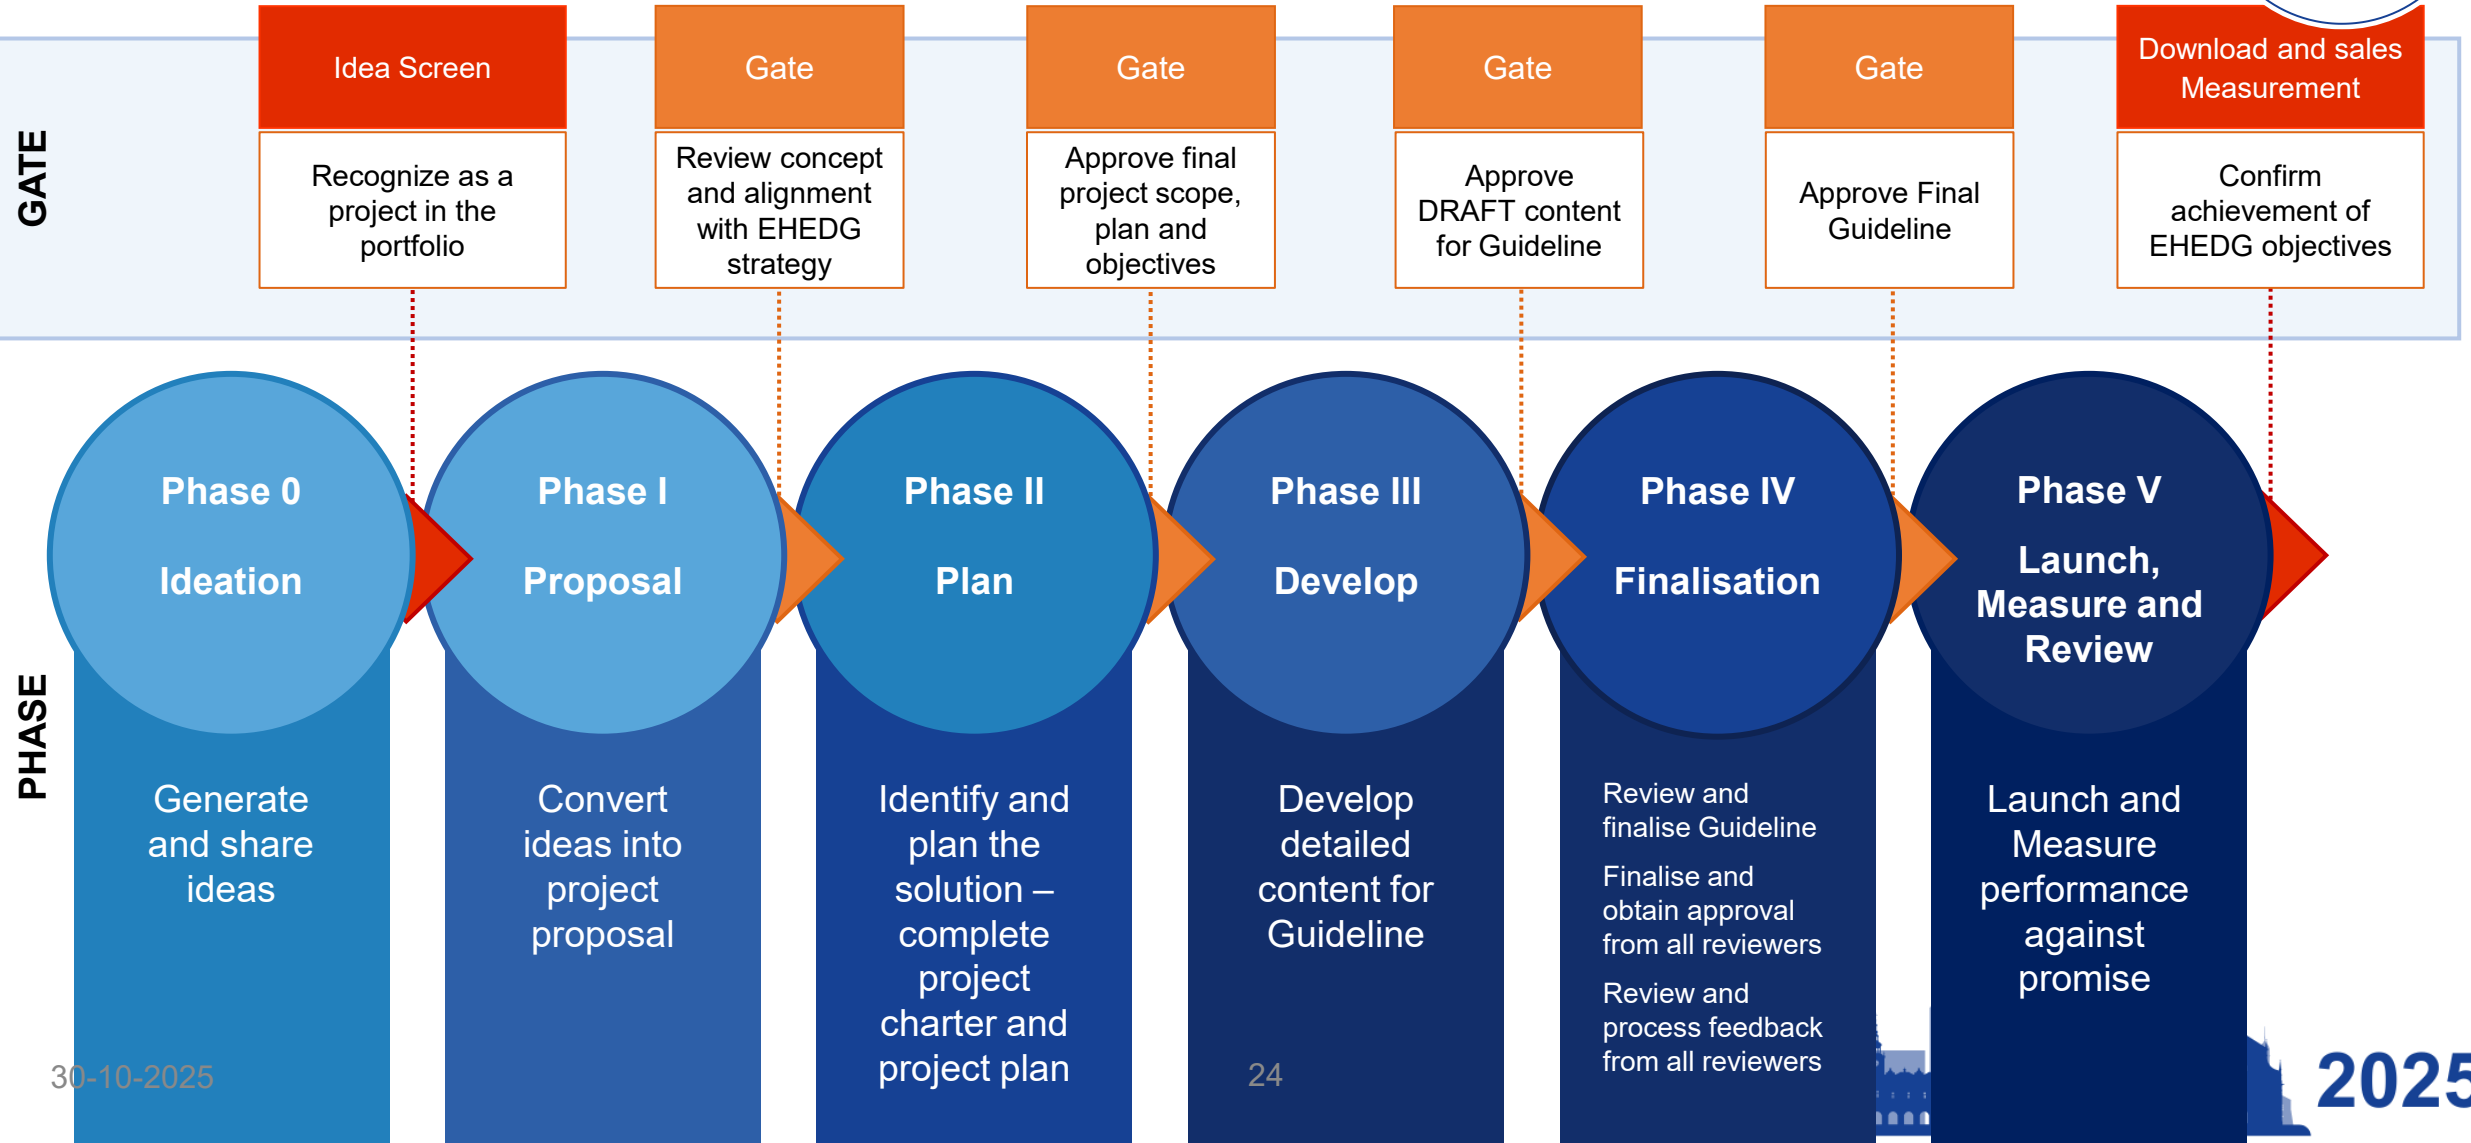 Idea Screen
Gate
Gate
Gate
Gate
Download and sales
Measurement
GATE
Recognize as a
project in the
portfolio
Review concept
and alignment
with EHEDG
strategy
Approve final
project scope,
plan and
objectives
Approve
DRAFT content
for Guideline
Approve Final
Guideline
Confirm
achievement of
EHEDG objectives
PHASE
Phase 0
Ideation
Generate
and share
ideas
Phase I
Proposal
Convert
ideas into
project
proposal
Phase II
Plan
Identify and
plan the
solution –
complete
project
charter and
project plan
Phase III
Develop
Develop
detailed
content for
Guideline
Phase IV
Finalisation
Review and
finalise Guideline
Finalise and
obtain approval
from all reviewers
Review and
process feedback
from all reviewers
Phase V
Launch,
Measure and
Review
Launch and
Measure
performance
against
promise
30-10-2025
24
2025